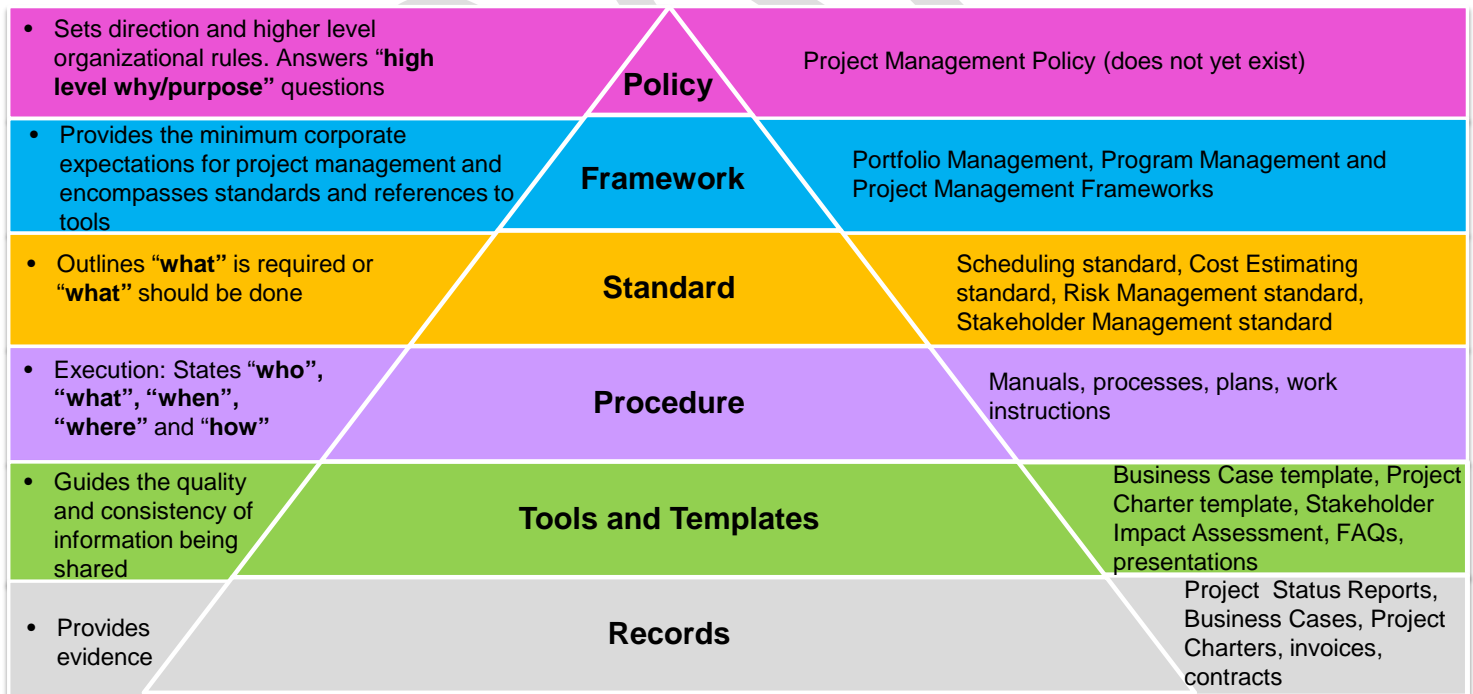 • Sets direction and higher level
organizational rules. Answers “high
level why/purpose” questions
Policy
Project Management Policy (does not yet exist)
• Provides the minimum corporate
expectations for project management and
encompasses standards and references to
tools
Framework
Portfolio Management, Program Management and
Project Management Frameworks
• Outlines “what” is required or
“what” should be done
Standard
Scheduling standard, Cost Estimating
standard, Risk Management standard,
Stakeholder Management standard
• Execution: States “who”,
“what”, “when”,
“where” and “how”
Procedure
Manuals, processes, plans, work
instructions
• Guides the quality
and consistency of
information being
shared
Tools and Templates
Business Case template, Project
Charter template, Stakeholder
Impact Assessment, FAQs,
presentations
• Provides
evidence
Records
Project Status Reports,
Business Cases, Project
Charters, invoices,
contracts